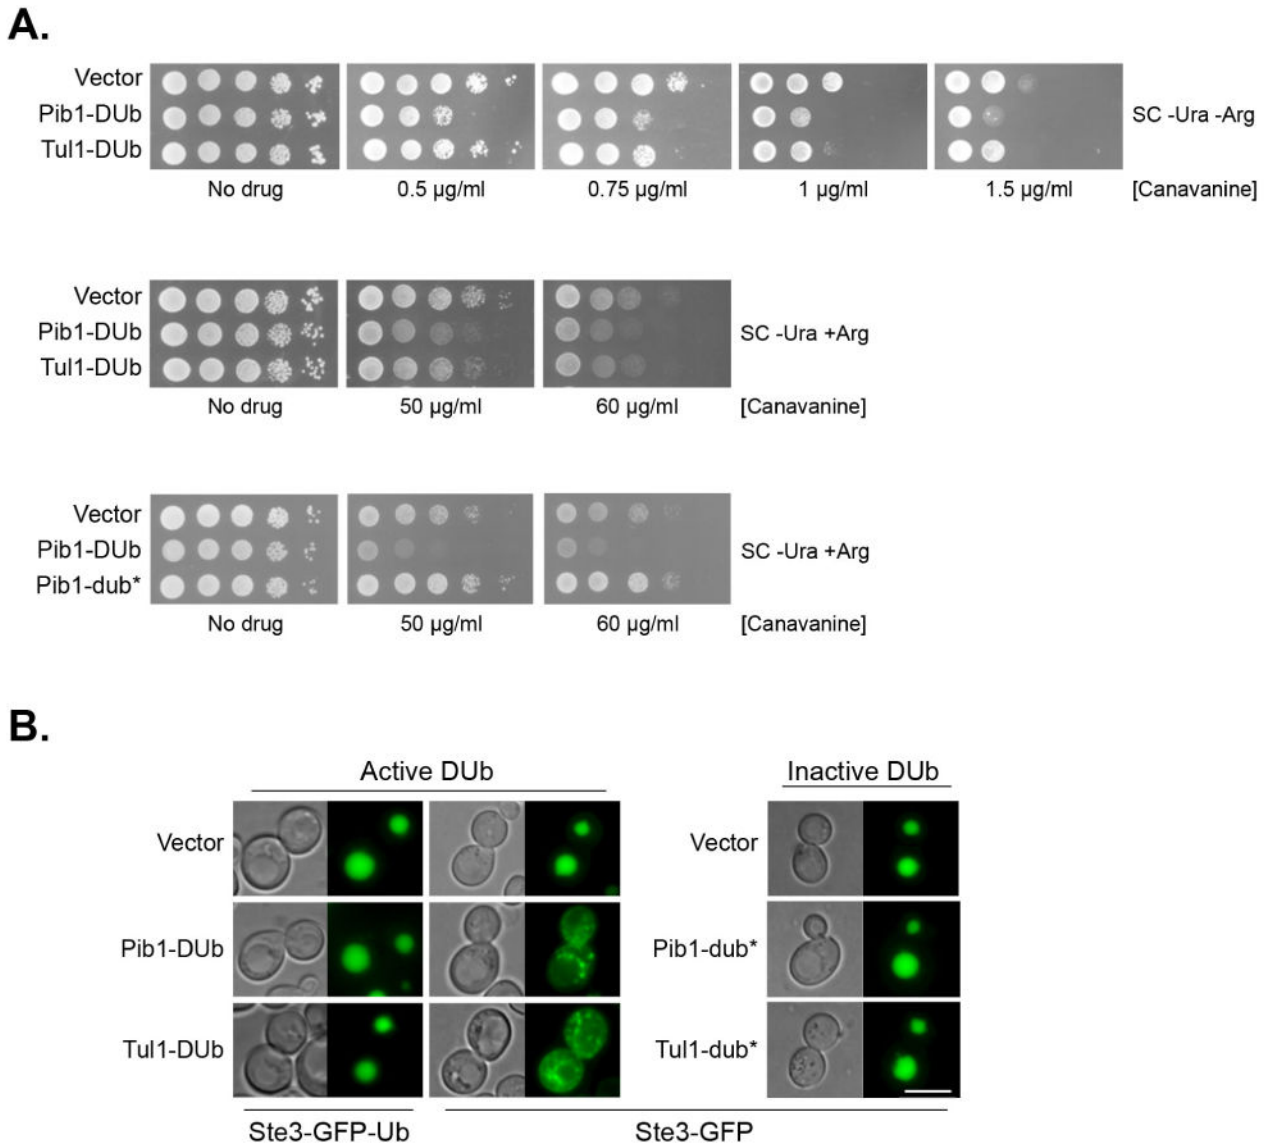 A.
Vector
Pib1-DUb
Tul1-DUb
SC -Ura -Arg
No drug 0.5 µg/ml 0.75 µg/ml 1 µg/ml 1.5 µg/ml [Canavanine]
Vector
Pib1-DUb
Tul1-DUb
SC -Ura +Arg
No drug 50 µg/ml 60 µg/ml [Canavanine]
Vector
Pib1-DUb
Pib1-dub*
SC -Ura +Arg
No drug 50 µg/ml 60 µg/ml [Canavanine]
B.
Active DUb Inactive DUb
Vector Vector
Pib1-DUb Pib1-dub*
Tul1-DUb Tul1-dub*
Ste3-GFP-Ub Ste3-GFP